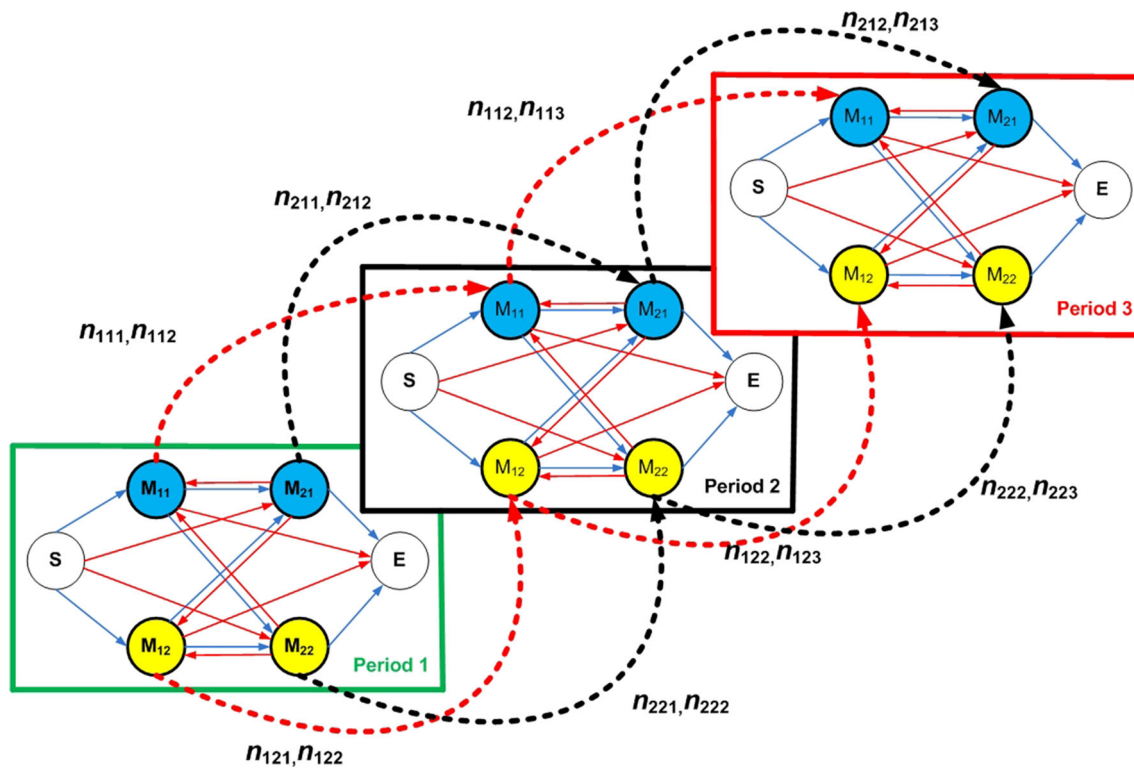 n212,n213
n112,n113
M11
M21
S
E
M12
M22
Period 3
n211,n212
n111,n112
M11
M21
S
E
M12
M22
Period 2
n222,n223
n122,n123
M11
M21
S
E
M12
M22
Period 1
n221,n222
n121,n122